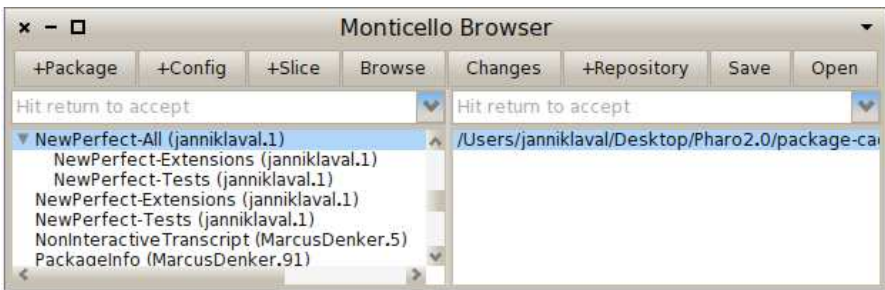 Monticello Browser
+Package +Config +Slice Browse Changes +Repository Save Open
Hit return to accept Hit return to accept
NewPerfect-All (janniklaval.1)
NewPerfect-Extensions (janniklaval.1)
NewPerfect-Tests (janniklaval.1)
NewPerfect-Extensions (janniklaval.1)
NewPerfect-Tests (janniklaval.1)
NonInteractiveTranscript (MarcusDenker.5)
PackageInfo (MarcusDenker.91)
/Users/janniklaval/Desktop/Pharo2.0/package-ca